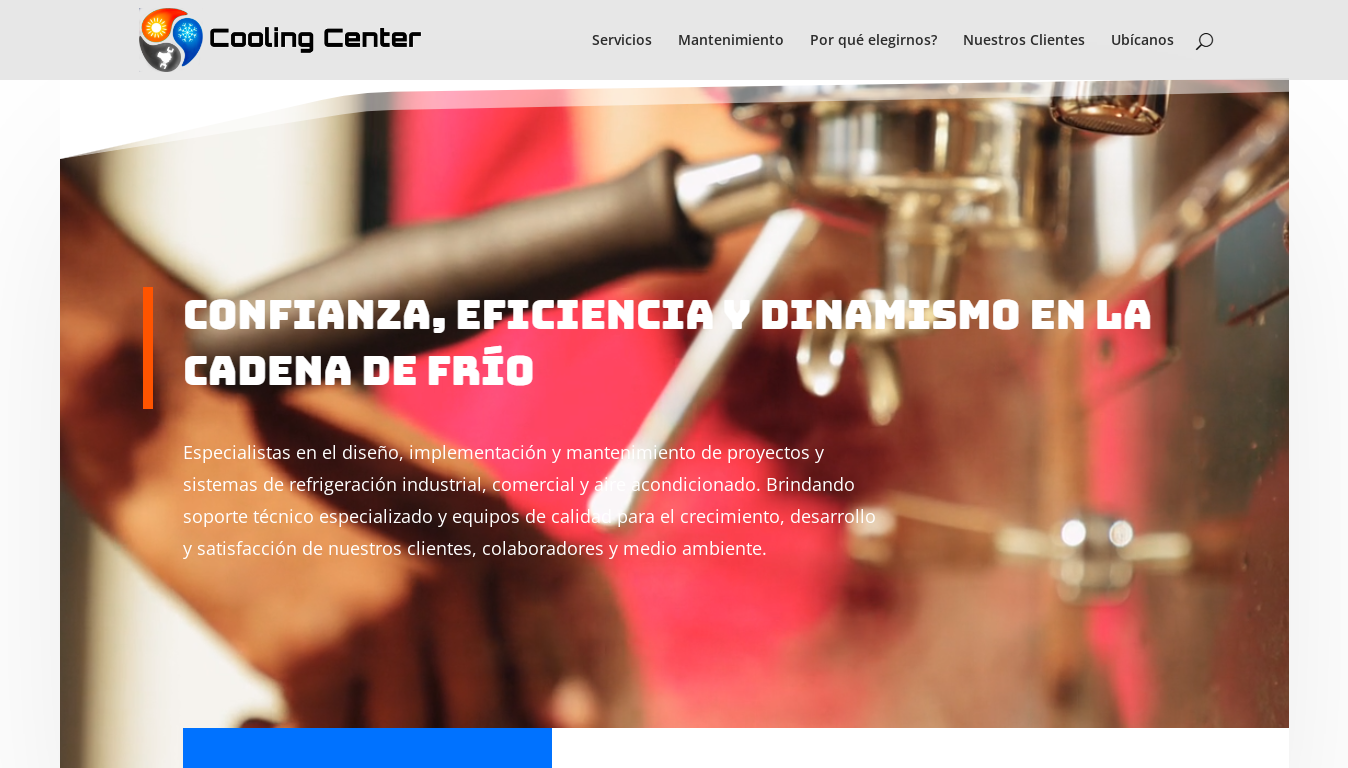 Cooling Center
Servicios
Mantenimiento
Por qué elegirnos?
Nuestros Clientes
Ubícanos
CONFIANZA, EFICIENCIA Y DINAMISMO EN LA
CADENA DE FRÍO
Especialistas en el diseño, implementación y mantenimiento de proyectos y
sistemas de refrigeración industrial, comercial y aire acondicionado. Brindando
soporte técnico especializado y equipos de calidad para el crecimiento, desarrollo
y satisfacción de nuestros clientes, colaboradores y medio ambiente.